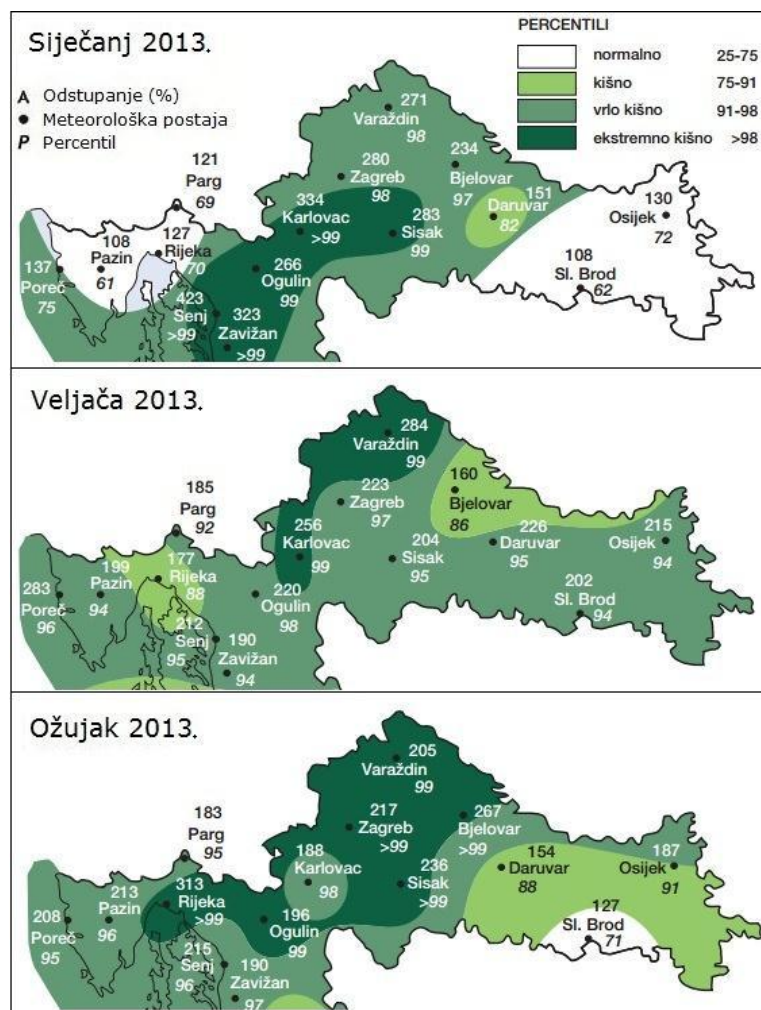 Siječanj 2013.
PERCENTILI
normalno 25-75
kišno 75-91
vrlo kišno 91-98
ekstremno kišno >98
A Odstupanje (%)
Meteorološka postaja
P Percentil
271
Varaždin
98
280
Zagreb
98
234
Bjelovar
97
121
Parg
69
334
Karlovac
>99
283
Sisak
99
151
Daruvar
82
130
Osijek
72
127
Rijeka
70
108
Pazin
61
137
Poreč
75
266
Ogulin
99
108
Sl. Brod
62
423
Senj
>99
323
Zavižan
>99
Veljača 2013.
284
Varaždin
99
160
Bjelovar
86
185
Parg
92
223
Zagreb
97
256
Karlovac
99
204
Sisak
95
226
Daruvar
95
215
Osijek
94
177
Rijeka
88
199
Pazin
94
283
Poreč
96
220
Ogulin
98
202
Sl. Brod
94
212
Senj
95
190
Zavižan
94
Ožujak 2013.
205
Varaždin
99
217
Zagreb
>99
267
Bjelovar
>99
183
Parg
95
188
Karlovac
98
236
Sisak
>99
154
Daruvar
88
187
Osijek
91
313
Rijeka
>99
213
Pazin
96
208
Poreč
95
196
Ogulin
99
127
Sl. Brod
71
215
Senj
96
190
Zavižan
97